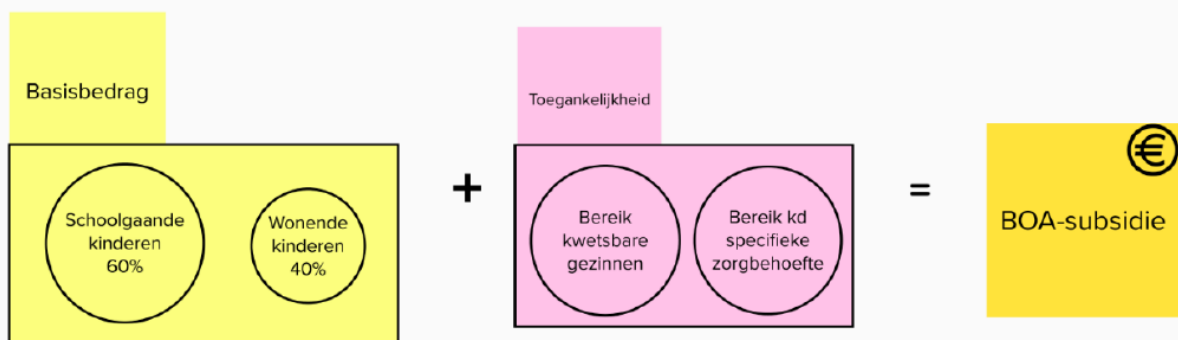 Basisbedrag
Schoolgaande
kinderen
60%
Wonende
kinderen
40%
+
Toegankelijkheid
Bereik
kwetsbare
gezinnen
Bereik kd
specifieke
zorgbehoefte
=
€
BOA-subsidie